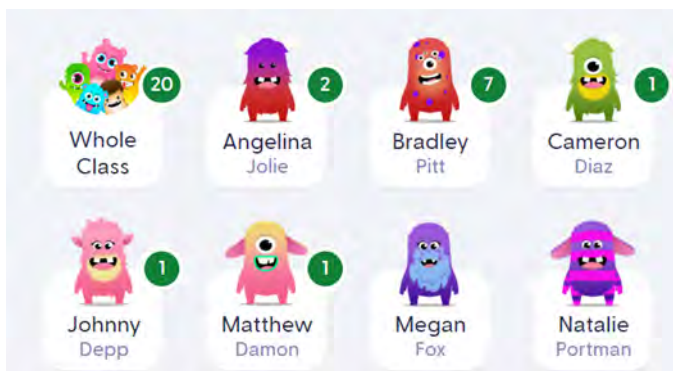 20
Whole
Class
2
Angelina
Jolie
7
Bradley
Pitt
1
Cameron
Diaz
1
Johnny
Depp
1
Matthew
Damon
Megan
Fox
Natalie
Portman